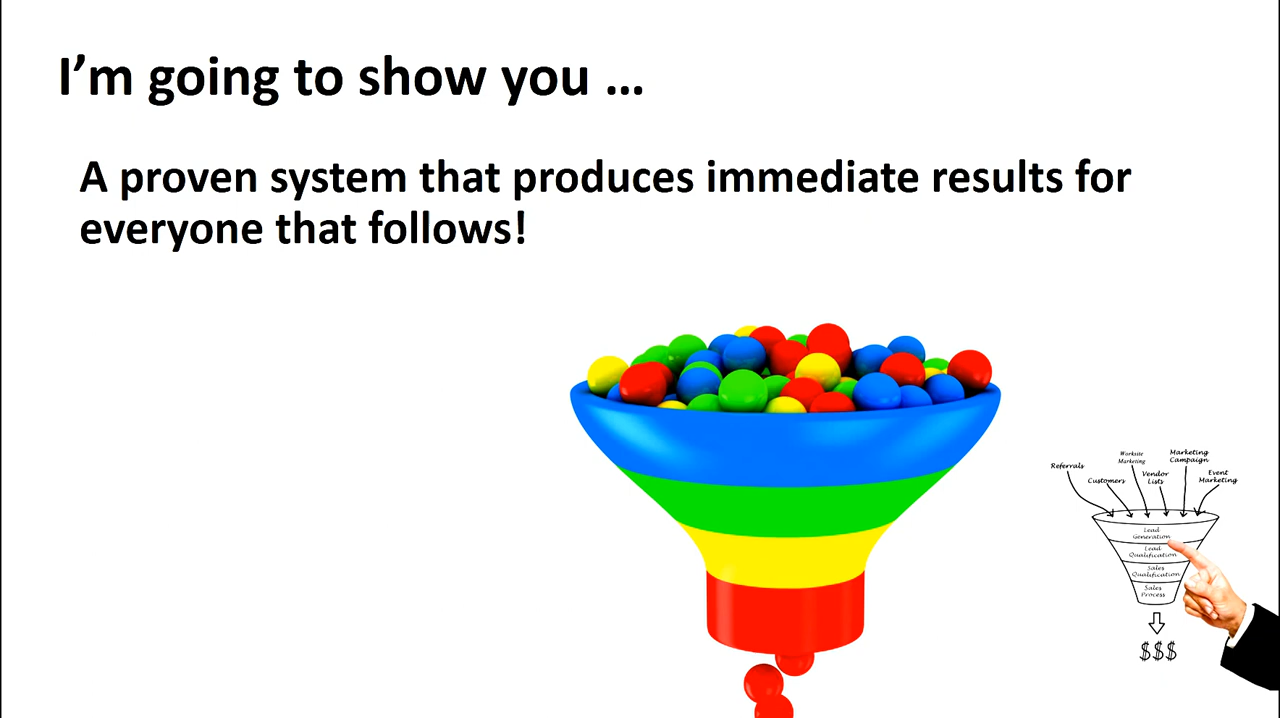 I'm going to show you ...
A proven system that produces immediate results for
everyone that follows!
Referrals
Customers
Worksite
Marketing
Vendor
Lists
Marketing
Campaign
Event
Marketing
Lead
Generation
Lead
Qualification
Sales
Qualification
Sales
Process
$$$